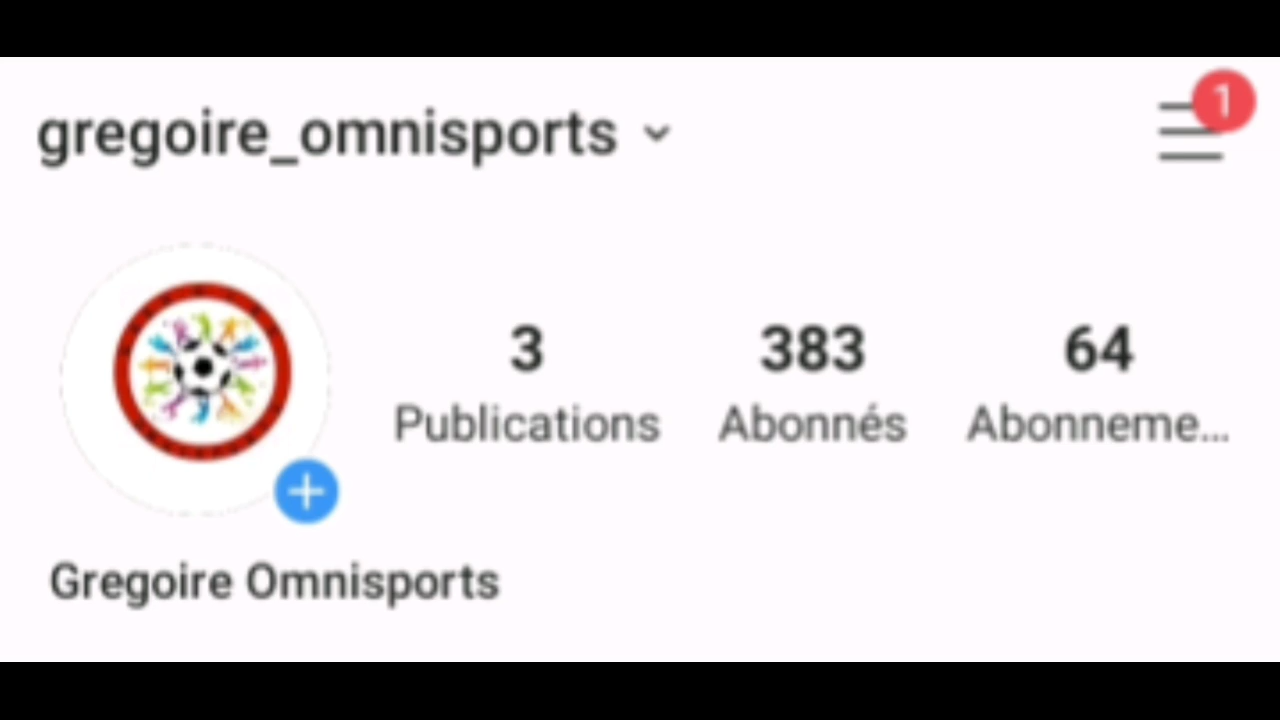 gregoire_omnisports
1
3 383 64
Publications Abonnés Abonneme...
Gregoire Omnisports